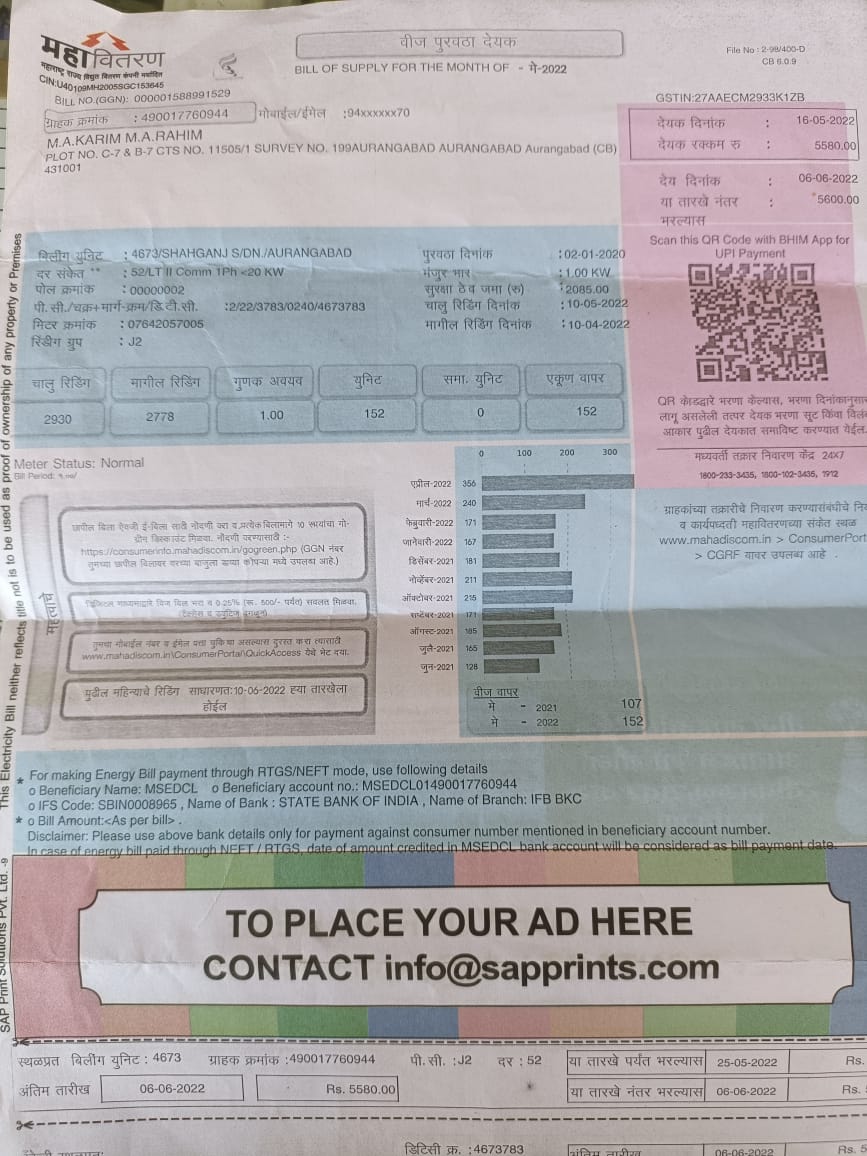 महावितरण
महाराष्ट्र राज्य विद्युत वितरण कंपनी मर्यादित
CIN:U40109MH2005SGC153645
वीज पुरवठा देयक
BILL OF SUPPLY FOR THE MONTH OF - मे-2022
File No : 2-98/400-D
CB 6.0.9
BILL NO.(GGN): 000001588991529
ग्राहक क्रमांक : 490017760944 मोबाईल/ईमेल :94xxxxxx70
M.A.KARIM M.A.RAHIM
PLOT NO. C-7 & B-7 CTS NO. 11505/1 SURVEY NO. 199AURANGABAD AURANGABAD Aurangabad (CB)
431001
GSTIN:27AAECM2933K1ZB
देयक दिनांक : 16-05-2022
देयक रक्कम रु : 5580.00
देय दिनांक : 06-06-2022
या तारखे नंतर : 5600.00
भरल्यास
Scan this QR Code with BHIM App for
UPI Payment
बिलींग युनिट : 4673/SHAHGANJ S/DN./AURANGABAD
दर संकेत ** : 52/LT II Comm 1Ph <20 KW
पोल क्रमांक : 00000002
पी. सी./चक्र+मार्ग-क्रम/डि.टी.सी. :2/22/3783/0240/4673783
मिटर क्रमांक : 07642057005
रिडींग ग्रुप : J2
पुरवठा दिनांक : 02-01-2020
मंजुर भार : 1.00 KW
सुरक्षा ठेव जमा (रु) : 2085.00
चालु रिडिंग दिनांक : 10-05-2022
मागील रिडिंग दिनांक : 10-04-2022
चालु रिडिंग मागील रिडिंग गुणक अवयव युनिट समा. युनिट एकूण वापर
2930 2778 1.00 152 0 152
QR कोडद्वारे भरणा केल्यास, भरणा दिनांकानुसार
लागू असलेली तत्पर देयक भरणा सूट किंवा विलं
आकार पुढील देयकात समाविष्ट करण्यात येईल.
मध्यवर्ती तक्रार निवारण केंद्र 24X7
1800-233-3435, 1800-102-3435, 1912
ग्राहकांच्या तक्रारीचे निवारण करण्यासंबंधीचे नि
व कार्यपध्दती महावितरणच्या संकेत स्थळ
www.mahadiscom.in > ConsumerPort
> CGRF यावर उपलब्ध आहे .
Meter Status: Normal
Bill Period:
महत्वाचे
छापील बिला ऐवजी ई-बिला साठी नोंदणी करा व प्रत्येक बिलामागे 10 रूपयांचा गो-
ग्रीन डिस्काउंट मिळवा. नोंदणी करण्यासाठी :-
https://consumerinfo.mahadiscom.in/gogreen.php (GGN नंबर
तुमच्या छापील बिलावर वरच्या बाजुला डाव्या कोपऱ्या मध्ये उपलब्ध आहे.)
डिजिटल माध्यमाद्वारे विज बिल भरा व 0.25% (रू. 500/- पर्यंत) सवलत मिळवा.
तुमचा मोबाईल नंबर व ईमेल पत्ता चुकिचा असल्यास दुरस्त करा त्यासाठी
www.mahadiscom.in\ConsumerPortal\QuickAccess येथे भेट दया.
पुढील महिन्याचे रिडिंग साधारणत:10-06-2022 ह्या तारखेला
होईल
0 100 200 300
एप्रील-2022 356
मार्च-2022 240
फेब्रुवारी-2022 171
जानेवारी-2022 167
डिसेंबर-2021 181
नोव्हेंबर-2021 211
ऑक्टोबर-2021 215
सप्टेंबर-2021 171
ऑगस्ट-2021 185
जुलै-2021 165
जुन-2021 128
वीज वापर
मे - 2021 107
मे - 2022 152
This Electricity Bill neither reflects title not is to be used as proof of ownership of any property or Premises
* For making Energy Bill payment through RTGS/NEFT mode, use following details
o Beneficiary Name: MSEDCL o Beneficiary account no.: MSEDCL01490017760944
o IFS Code: SBIN0008965 , Name of Bank : STATE BANK OF INDIA , Name of Branch: IFB BKC
* o Bill Amount:<As per bill> .
Disclaimer: Please use above bank details only for payment against consumer number mentioned in beneficiary account number.
In case of energy bill paid through NEFT / RTGS, date of amount credited in MSEDCL bank account will be considered as bill payment date.
TO PLACE YOUR AD HERE
CONTACT info@sapprints.com
SAP Print Solutions Pvt. Ltd. -9
स्थळप्रत बिलींग युनिट : 4673 ग्राहक क्रमांक :490017760944 पी. सी. :J2 दर : 52 या तारखे पर्यंत भरल्यास 25-05-2022 Rs.
अंतिम तारीख 06-06-2022 Rs. 5580.00 या तारखे नंतर भरल्यास 06-06-2022 Rs.
डिटिसी क्र. :4673783 अंतिम तारीख 06-06-2022 Rs. 5